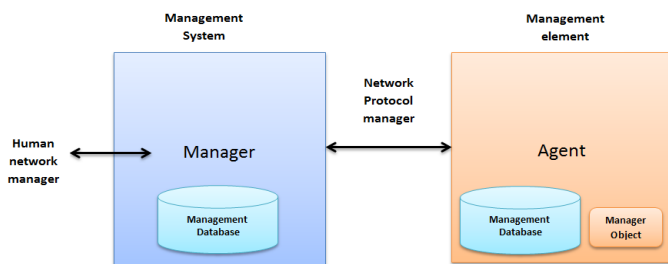 Management
System
Management
element
Network
Protocol
manager
Human
network
manager
Manager
Agent
Management
Database
Management
Database
Manager
Object